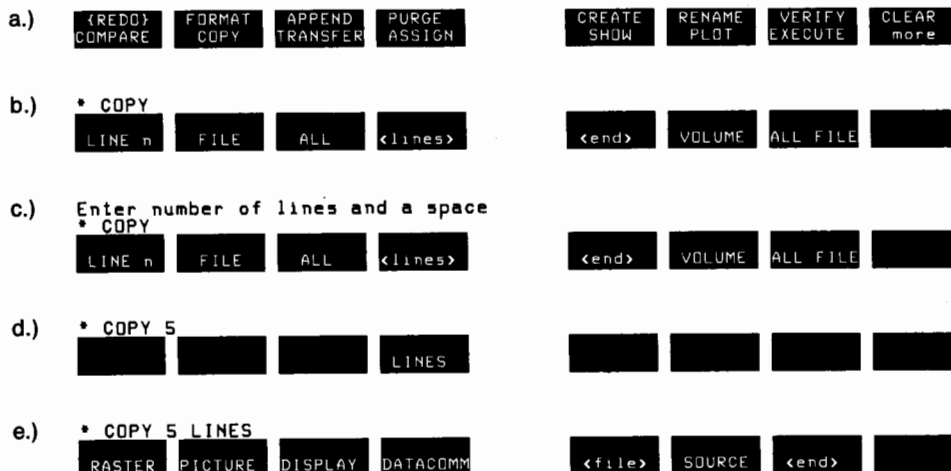 a.) {REDO} FORMAT APPEND PURGE CREATE RENAME VERIFY CLEAR
COMPARE COPY TRANSFER ASSIGN SHOW PLOT EXECUTE more
b.) * COPY
LINE n FILE ALL <lines> <end> VOLUME ALL FILE
c.) Enter number of lines and a space
* COPY
LINE n FILE ALL <lines> <end> VOLUME ALL FILE
d.) * COPY 5
LINES
e.) * COPY 5 LINES
RASTER PICTURE DISPLAY DATACOMM <file> SOURCE <end>